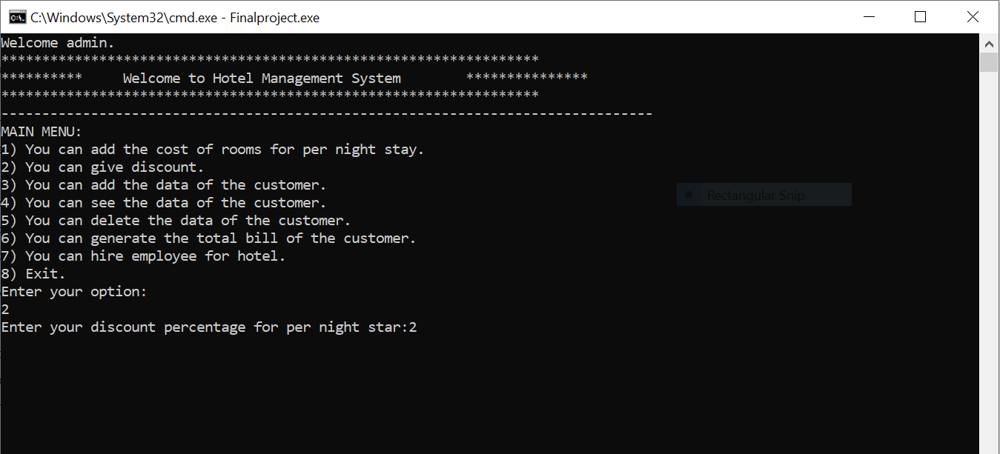 C:\Windows\System32\cmd.exe - Finalproject.exe
Welcome admin.
******************************************************************
**********     Welcome to Hotel Management System        ***************
******************************************************************
--------------------------------------------------------------------------------
MAIN MENU:
1) You can add the cost of rooms for per night stay.
2) You can give discount.
3) You can add the data of the customer.
4) You can see the data of the customer.
5) You can delete the data of the customer.
6) You can generate the total bill of the customer.
7) You can hire employee for hotel.
8) Exit.
Enter your option:
2
Enter your discount percentage for per night star:2
Rectangular Snip